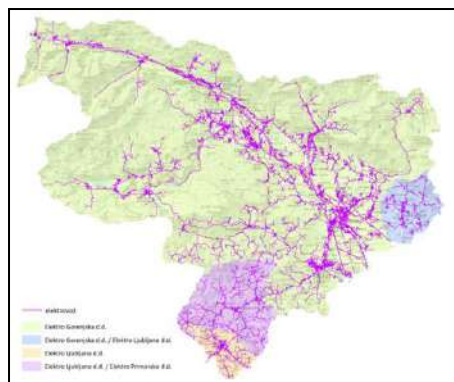 elektrovod
Elektro Gorenjska d.d.
Elektro Gorenjska d.d. / Elektro Ljubljana d.d.
Elektro Ljubljana d.d.
Elektro Ljubljana d.d. / Elektro Primorska d.d.